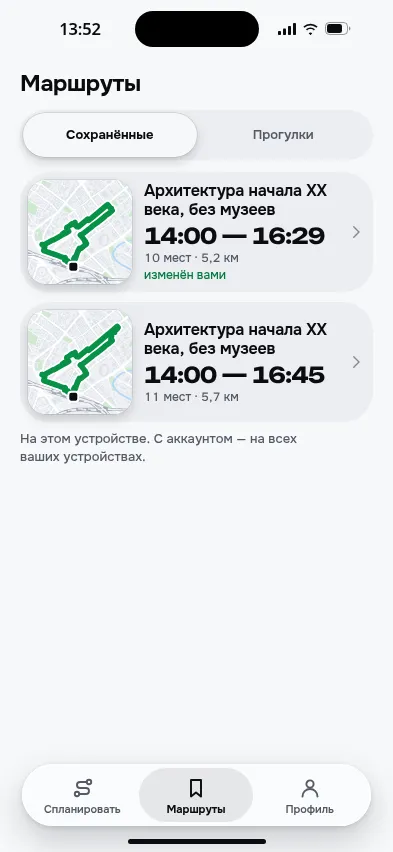 13:52
Маршруты
Сохранённые
Прогулки
Архитектура начала XX
века, без музеев
14:00 — 16:29
10 мест · 5,2 км
изменён вами
Архитектура начала XX
века, без музеев
14:00 — 16:45
11 мест · 5,7 км
На этом устройстве. С аккаунтом — на всех
ваших устройствах.
Спланировать
Маршруты
Профиль